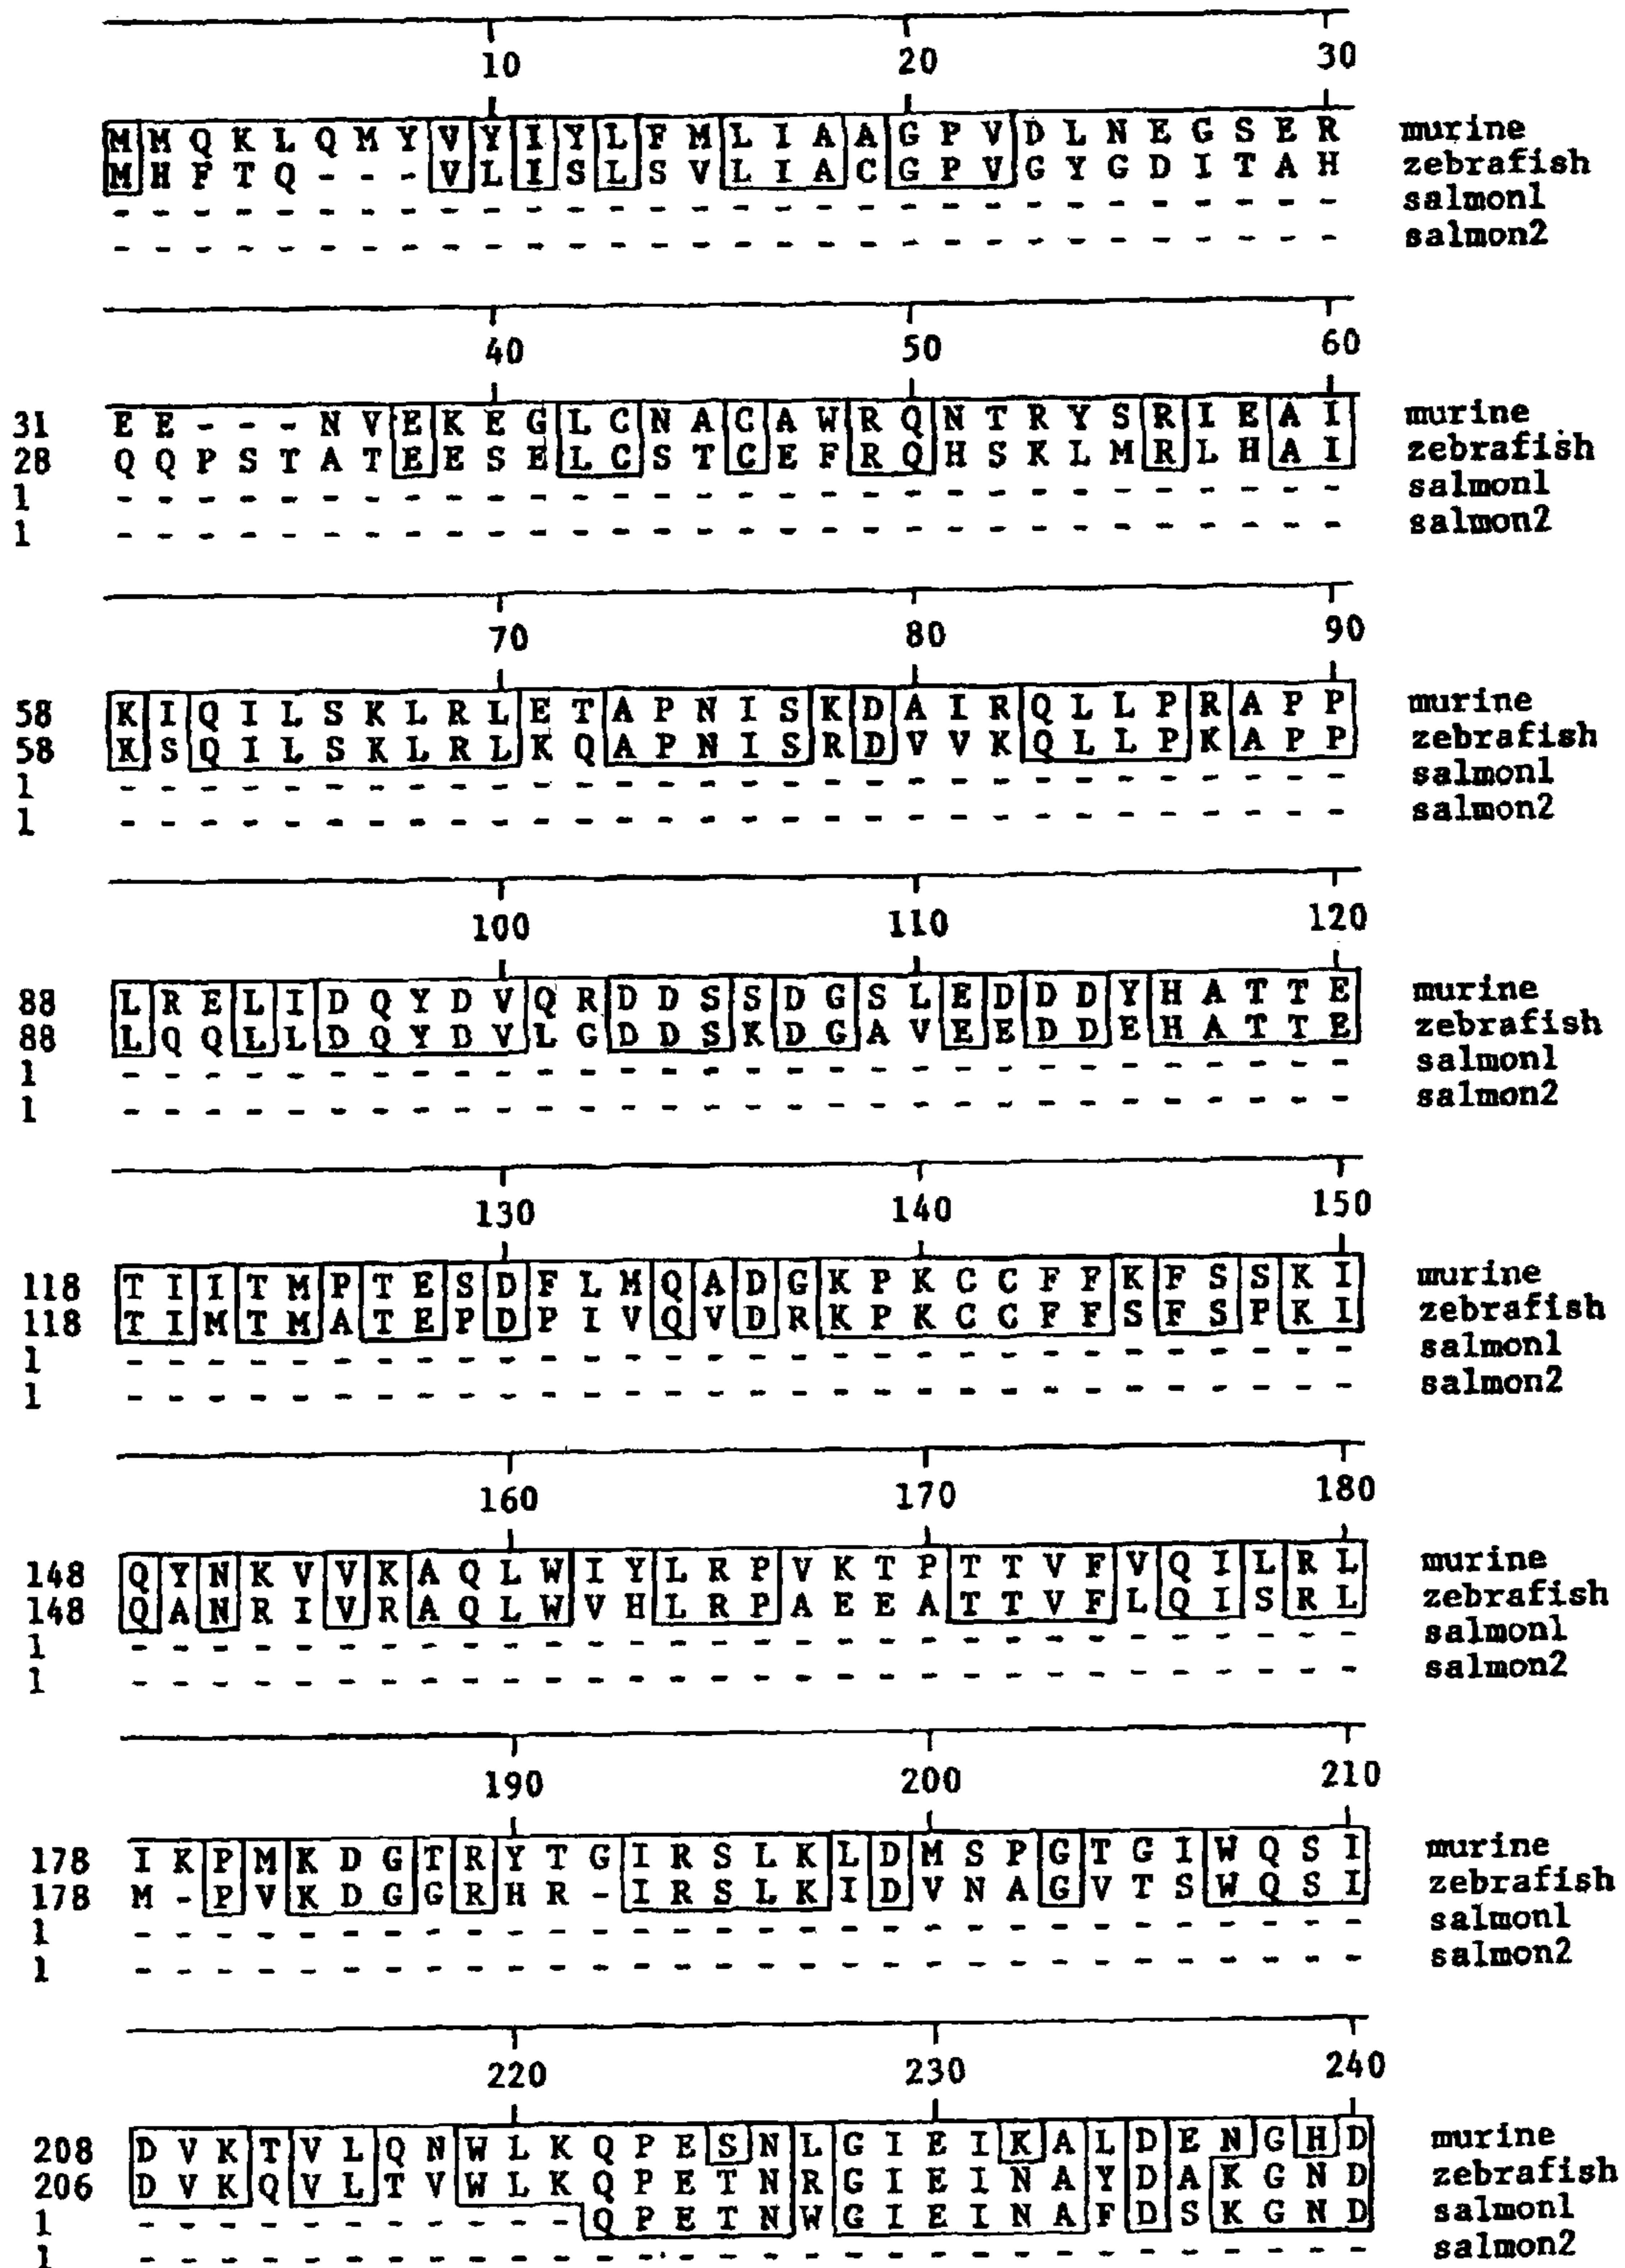 10 20 30
M M Q K L Q M Y V Y I Y L F M L I A A G P V D L N E G S E R murine
M H F T Q - - - V L I S L S V L I A C G P V G Y G D I T A H zebrafish
- - - - - - - - - - - - - - - - - - - - - - - - - - - - - - salmon1
- - - - - - - - - - - - - - - - - - - - - - - - - - - - - - salmon2
40 50 60
31 E E - - - N V E K E G L C N A C A W R Q N T R Y S R I E A I murine
28 Q Q P S T A T E E S E L C S T C E F R Q H S K L M R L H A I zebrafish
1 - - - - - - - - - - - - - - - - - - - - - - - - - - - - - - salmon1
1 - - - - - - - - - - - - - - - - - - - - - - - - - - - - - - salmon2
70 80 90
58 K I Q I L S K L R L E T A P N I S K D A I R Q L L P R A P P murine
58 K S Q I L S K L R L K Q A P N I S R D V V K Q L L P K A P P zebrafish
1 - - - - - - - - - - - - - - - - - - - - - - - - - - - - - - salmon1
1 - - - - - - - - - - - - - - - - - - - - - - - - - - - - - - salmon2
100 110 120
88 L R E L I D Q Y D V Q R D D S S D G S L E D D D Y H A T T E murine
88 L Q Q L L D Q Y D V L G D D S K D G A V E E D D E H A T T E zebrafish
1 - - - - - - - - - - - - - - - - - - - - - - - - - - - - - - salmon1
1 - - - - - - - - - - - - - - - - - - - - - - - - - - - - - - salmon2
130 140 150
118 T I I T M P T E S D F L M Q A D G K P K C C F F K F S S K I murine
118 T I M T M A T E P D P I V Q V D R K P K C C F F S F S P K I zebrafish
1 - - - - - - - - - - - - - - - - - - - - - - - - - - - - - - salmon1
1 - - - - - - - - - - - - - - - - - - - - - - - - - - - - - - salmon2
160 170 180
148 Q Y N K V V K A Q L W I Y L R P V K T P T T V F V Q I L R L murine
148 Q A N R I V R A Q L W V H L R P A E E A T T V F L Q I S R L zebrafish
1 - - - - - - - - - - - - - - - - - - - - - - - - - - - - - - salmon1
1 - - - - - - - - - - - - - - - - - - - - - - - - - - - - - - salmon2
190 200 210
178 I K P M K D G T R Y T G I R S L K L D M S P G T G I W Q S I murine
178 M - P V K D G G R H R - I R S L K I D V N A G V T S W Q S I zebrafish
1 - - - - - - - - - - - - - - - - - - - - - - - - - - - - - - salmon1
1 - - - - - - - - - - - - - - - - - - - - - - - - - - - - - - salmon2
220 230 240
208 D V K T V L Q N W L K Q P E S N L G I E I K A L D E N G H D murine
206 D V K Q V L T V W L K Q P E T N R G I E I N A Y D A K G N D zebrafish
1 - - - - - - - - - - - Q P E T N W G I E I N A F D S K G N D salmon1
1 - - - - - - - - - - - - - - - - - - - - - - - - - - - - - - salmon2